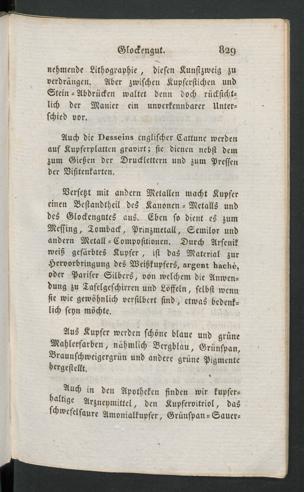 Glockengut. 829
nehmende Lithographie, diesen Kunstzweig zu
verdrängen. Aber zwischen Kupferstichen und
Stein-Abdrücken waltet denn doch rücksicht-
lich der Manier ein unverkennbarer Unter-
schied vor.
Auch die Desseins englischer Cattune werden
auf Kupferplatten gravirt; sie dienen nebst dem
zum Gießen der Drucklettern und zum Pressen
der Visitenkarten.
Versetzt mit andern Metallen macht Kupfer
einen Bestandtheil des Kanonen-Metalls und
des Glockengutes aus. Eben so dient es zum
Messing, Tomback, Prinzmetall, Semilor und
andern Metall-Compositionen. Durch Arsenik
weiß gefärbtes Kupfer, ist das Material zur
Hervorbringung des Weißkupfers, argent haché,
oder Pariser Silbers, von welchem die Anwen-
dung zu Tafelgeschirren und Löffeln, selbst wenn
sie wie gewöhnlich versilbert sind, etwas bedenk-
lich seyn möchte.
Aus Kupfer werden schöne blaue und grüne
Mahlerfarben, nähmlich Bergblau, Grünspan,
Braunschweigergrün und andere grüne Pigmente
hergestellt.
Auch in den Apotheken finden wir kupfer-
haltige Arzneymittel, den Kupfervitriol, das
schwefelsaure Amonialkupfer, Grünspan-Sauer-